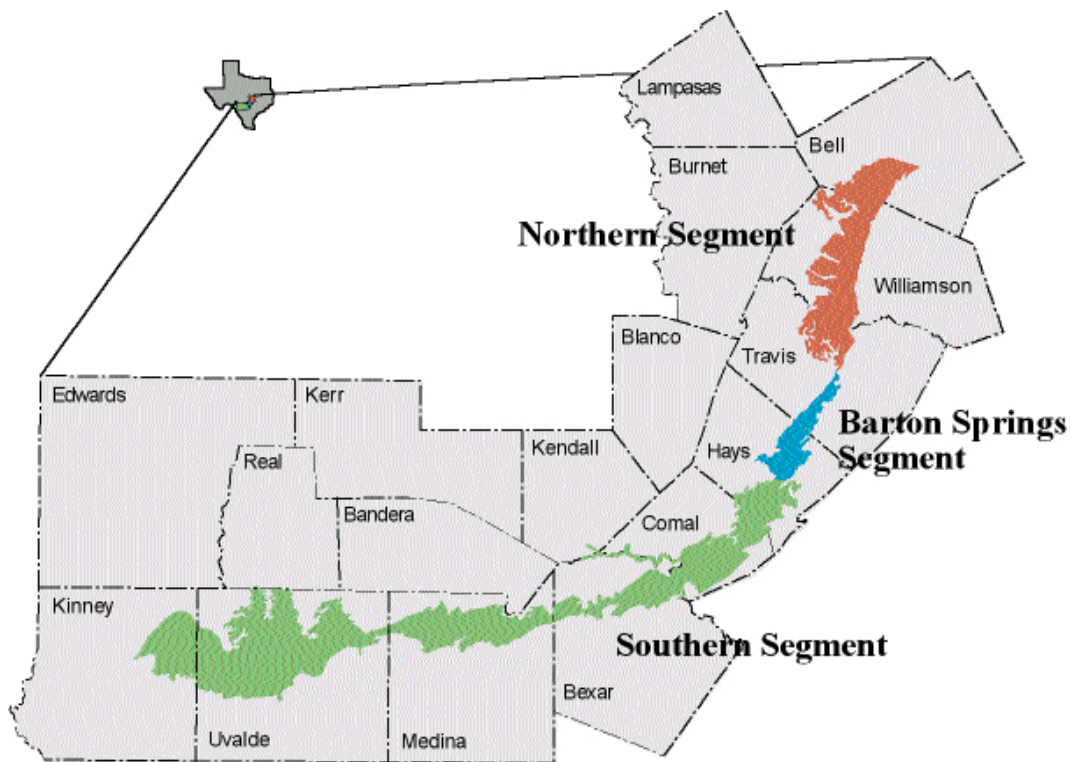 Lampasas
Bell
Burnet
Northern Segment
Williamson
Blanco
Travis
Edwards
Kerr
Barton Springs
Segment
Hays
Kendall
Real
Bandera
Comal
Kinney
Southern Segment
Bexar
Uvalde
Medina